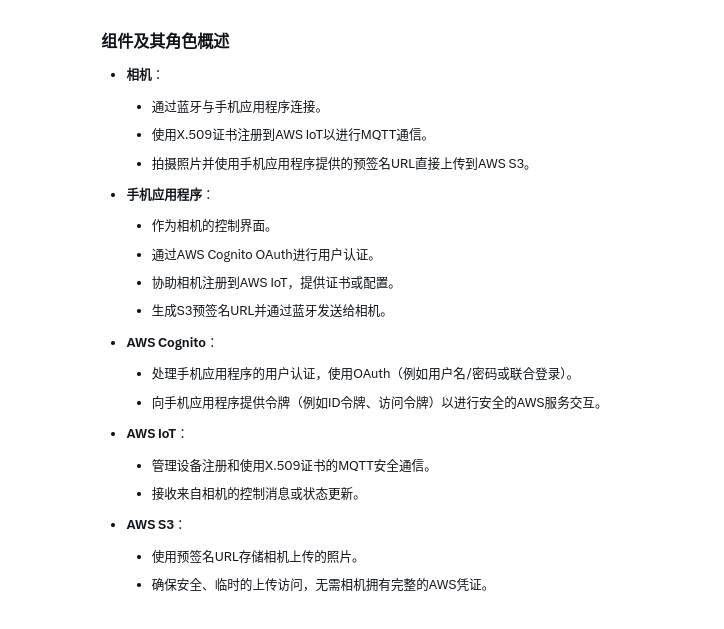 组件及其角色概述
• 相机：
• 通过蓝牙与手机应用程序连接。
• 使用X.509证书注册到AWS IoT以进行MQTT通信。
• 拍摄照片并使用手机应用程序提供的预签名URL直接上传到AWS S3。
• 手机应用程序：
• 作为相机的控制界面。
• 通过AWS Cognito OAuth进行用户认证。
• 协助相机注册到AWS IoT，提供证书或配置。
• 生成S3预签名URL并通过蓝牙发送给相机。
• AWS Cognito：
• 处理手机应用程序的用户认证，使用OAuth（例如用户名/密码或联合登录）。
• 向手机应用程序提供令牌（例如ID令牌、访问令牌）以进行安全的AWS服务交互。
• AWS IoT：
• 管理设备注册和使用X.509证书的MQTT安全通信。
• 接收来自相机的控制消息或状态更新。
• AWS S3：
• 使用预签名URL存储相机上传的照片。
• 确保安全、临时的上传访问，无需相机拥有完整的AWS凭证。